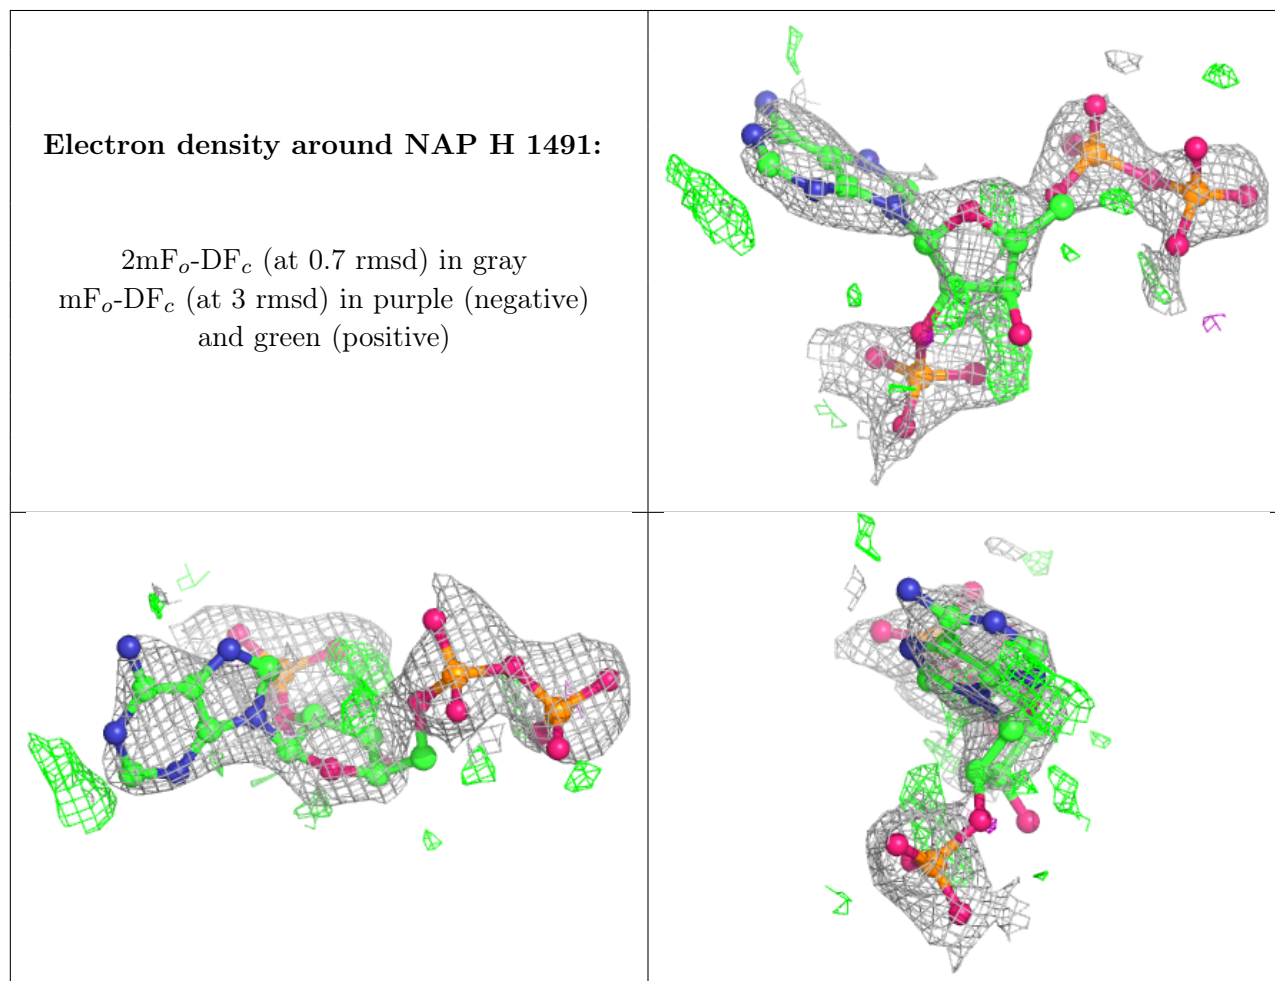 Electron density around NAP H 1491:
2mFₒ-DF𝒸 (at 0.7 rmsd) in gray
mFₒ-DF𝒸 (at 3 rmsd) in purple (negative)
and green (positive)